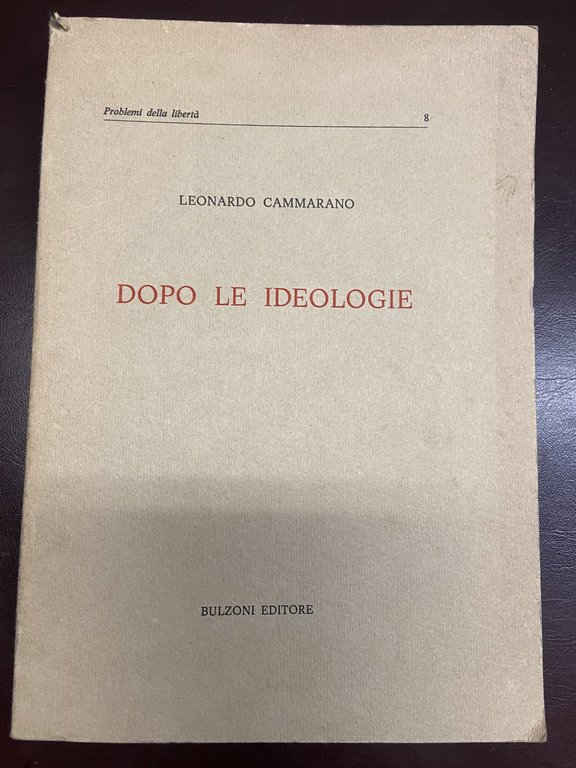 Problemi della libertà 8
LEONARDO CAMMARANO
DOPO LE IDEOLOGIE
BULZONI EDITORE